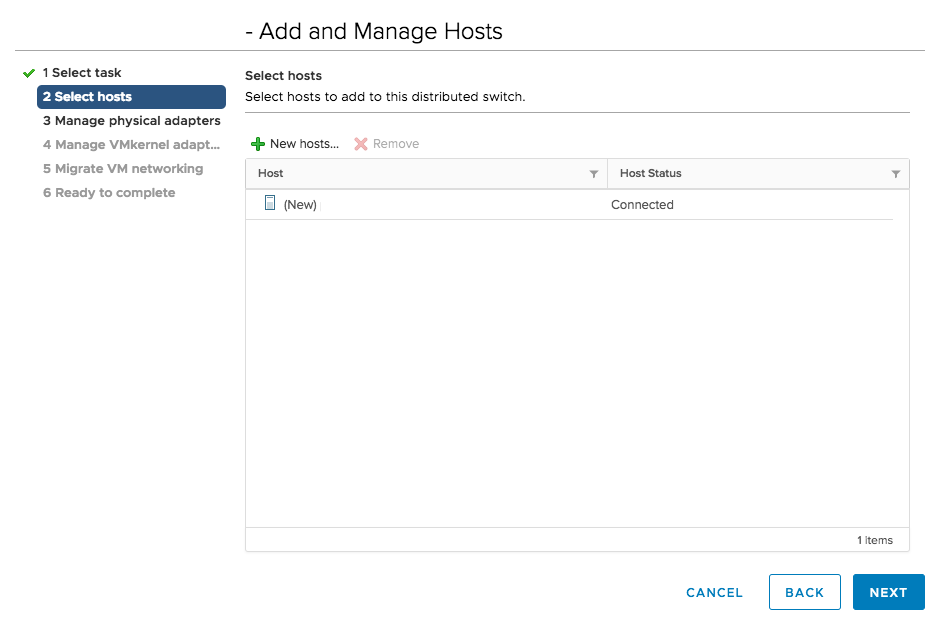 - Add and Manage Hosts
1 Select task
2 Select hosts
3 Manage physical adapters
4 Manage VMkernel adapt...
5 Migrate VM networking
6 Ready to complete
Select hosts
Select hosts to add to this distributed switch.
New hosts... Remove
Host Host Status
(New) Connected
1 items
CANCEL BACK NEXT